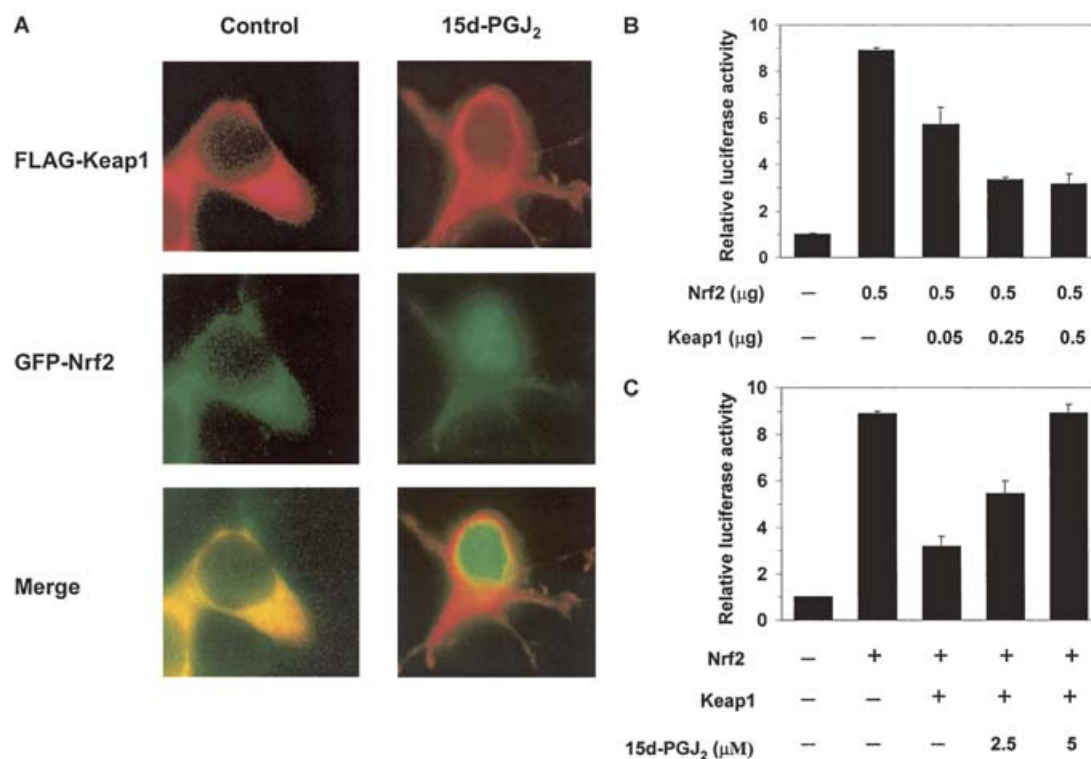 A
Control
15d-PGJ₂
FLAG-Keap1
GFP-Nrf2
Merge
B
Relative luciferase activity
10
8
6
4
2
0
Nrf2 (μg) – 0.5 0.5 0.5 0.5
Keap1 (μg) – – 0.05 0.25 0.5
C
Relative luciferase activity
10
8
6
4
2
0
Nrf2 – + + + +
Keap1 – – + + +
15d-PGJ₂ (μM) – – – 2.5 5